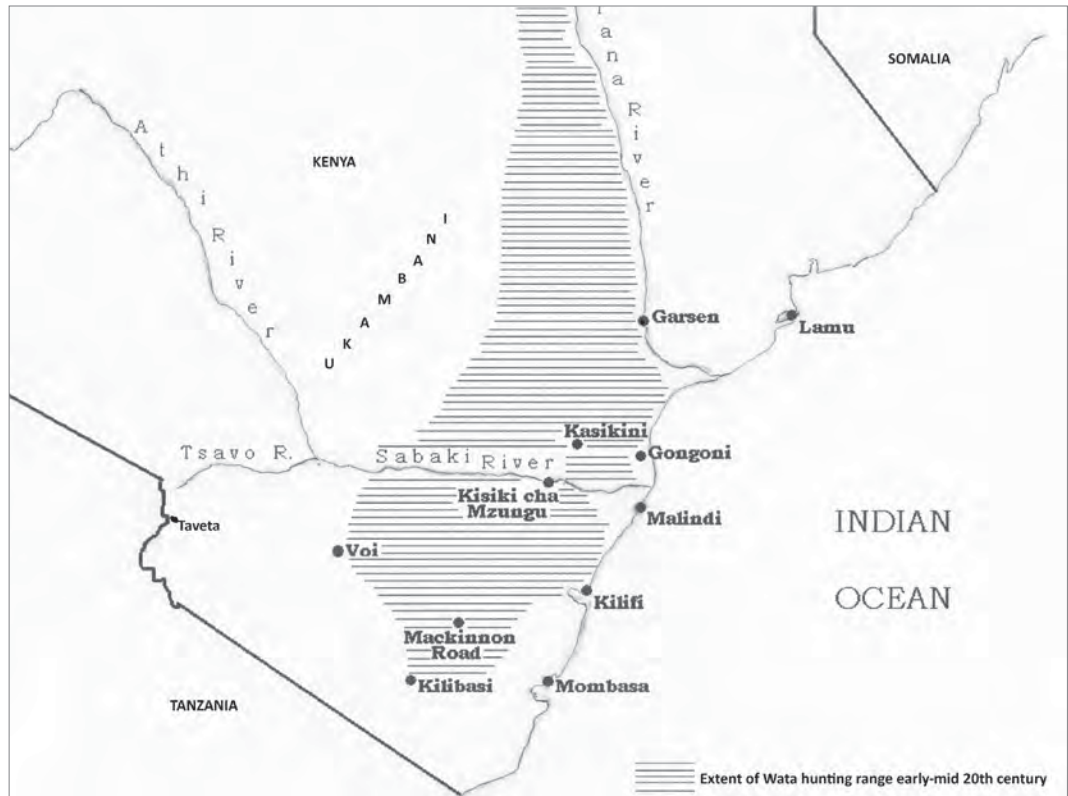 Tana River
SOMALIA
Athi River
KENYA
UKAMBANI
Garsen
Lamu
Kasikini
Gongoni
Tsavo R.
Sabaki River
Kisiki cha
Mzungu
Malindi
Taveta
Voi
INDIAN
OCEAN
Kilifi
Mackinnon
Road
Kilibasi
Mombasa
TANZANIA
Extent of Wata hunting range early-mid 20th century